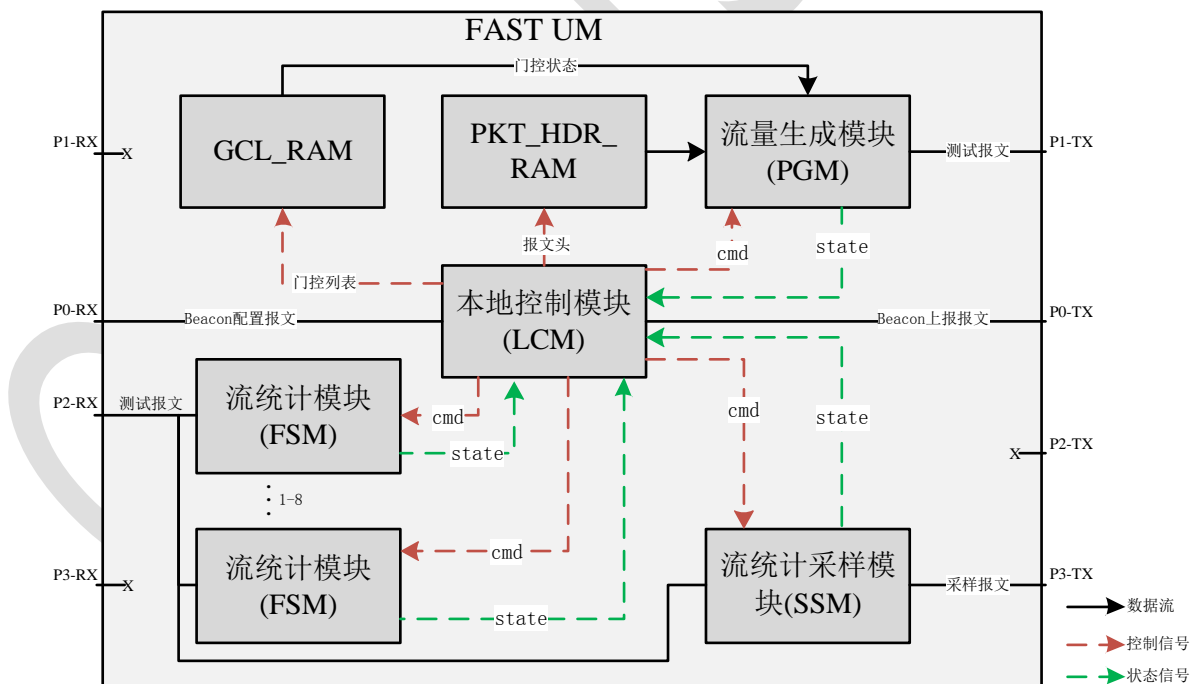 FAST UM
门控状态
GCL_RAM
PKT_HDR_
RAM
流量生成模块
(PGM)
P1-RX
X
测试报文
P1-TX
报文头
cmd
state
门控列表
本地控制模块
(LCM)
P0-RX
Beacon配置报文
Beacon上报报文
P0-TX
P2-RX
测试报文
流统计模块
(FSM)
cmd
state
cmd
state
X
P2-TX
1-8
流统计模块
(FSM)
cmd
state
流统计采样模
块(SSM)
P3-RX
X
采样报文
P3-TX
数据流
控制信号
状态信号